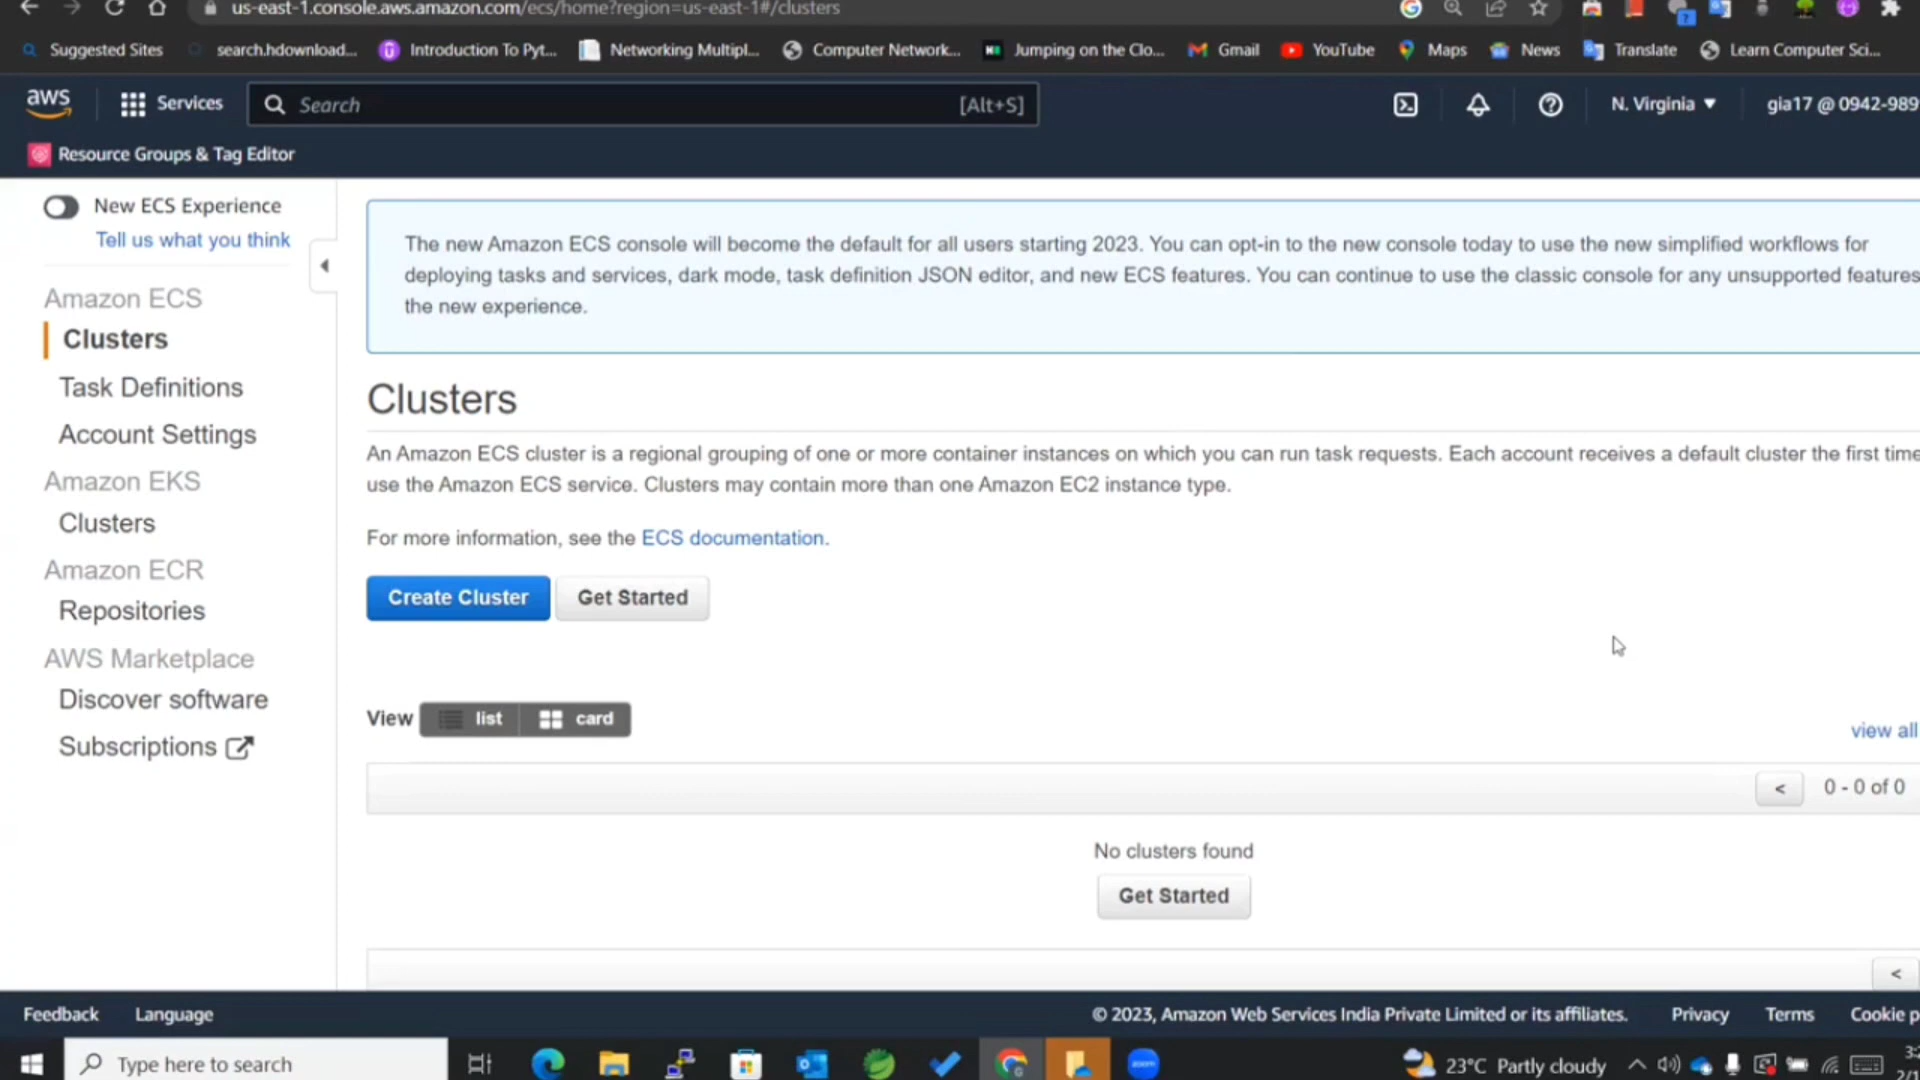 us-east-1.console.aws.amazon.com/ecs/home?region=us-east-1#/clusters
Suggested Sites search.hdownload... Introduction To Pyt... Networking Multipl... Computer Network... Jumping on the Clo... Gmail YouTube Maps News Translate Learn Computer Sci...
aws Services Search [Alt+S] N. Virginia ▼ gia17 @ 0942-989
Resource Groups & Tag Editor
New ECS Experience
Tell us what you think
Amazon ECS
Clusters
Task Definitions
Account Settings
Amazon EKS
Clusters
Amazon ECR
Repositories
AWS Marketplace
Discover software
Subscriptions
The new Amazon ECS console will become the default for all users starting 2023. You can opt-in to the new console today to use the new simplified workflows for
deploying tasks and services, dark mode, task definition JSON editor, and new ECS features. You can continue to use the classic console for any unsupported features
the new experience.
Clusters
An Amazon ECS cluster is a regional grouping of one or more container instances on which you can run task requests. Each account receives a default cluster the first time
use the Amazon ECS service. Clusters may contain more than one Amazon EC2 instance type.
For more information, see the ECS documentation.
Create Cluster Get Started
View list card
view all
< 0 - 0 of 0
No clusters found
Get Started
<
Feedback Language © 2023, Amazon Web Services India Private Limited or its affiliates. Privacy Terms Cookie p
Type here to search zoom 23°C Partly cloudy